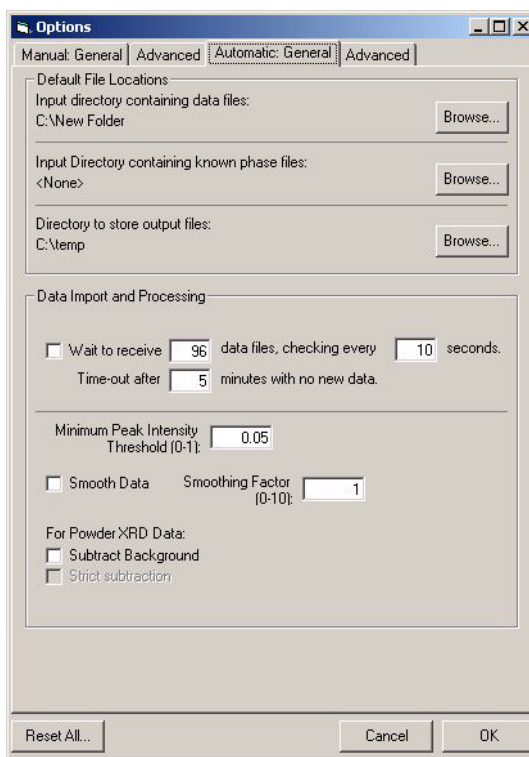 Options
Manual: General Advanced Automatic: General Advanced
Default File Locations
Input directory containing data files:
C:\New Folder
Browse...
Input Directory containing known phase files:
<None>
Browse...
Directory to store output files:
C:\temp
Browse...
Data Import and Processing
Wait to receive 96 data files, checking every 10 seconds.
Time-out after 5 minutes with no new data.
Minimum Peak Intensity
Threshold (0-1): 0.05
Smooth Data Smoothing Factor
(0-10): 1
For Powder XRD Data:
Subtract Background
Strict subtraction
Reset All... Cancel OK